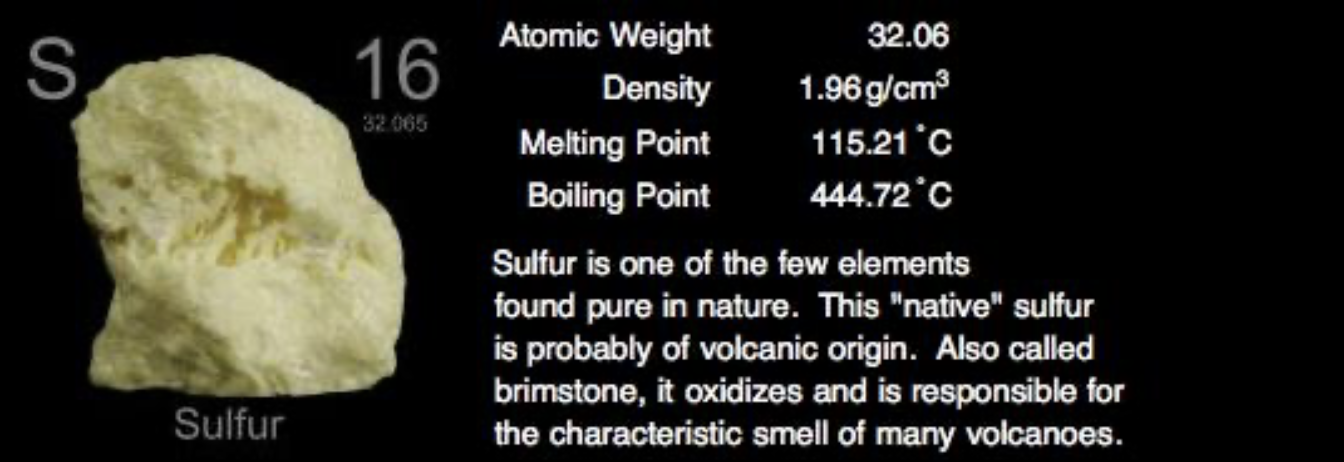 S 16
32.065
Sulfur
Atomic Weight 32.06
Density 1.96 g/cm³
Melting Point 115.21 °C
Boiling Point 444.72 °C
Sulfur is one of the few elements
found pure in nature. This "native" sulfur
is probably of volcanic origin. Also called
brimstone, it oxidizes and is responsible for
the characteristic smell of many volcanoes.